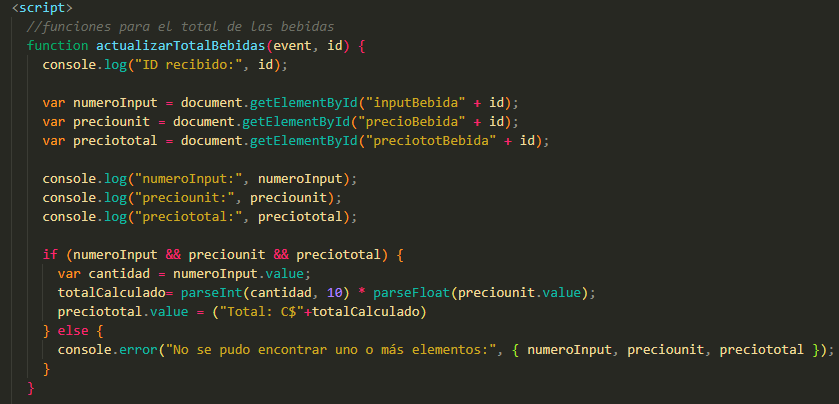 <script>
//funciones para el total de las bebidas
function actualizarTotalBebidas(event, id) {
console.log("ID recibido:", id);
var numeroInput = document.getElementById("inputBebida" + id);
var preciounit = document.getElementById("precioBebida" + id);
var preciototal = document.getElementById("preciototBebida" + id);
console.log("numeroInput:", numeroInput);
console.log("preciounit:", preciounit);
console.log("preciototal:", preciototal);
if (numeroInput && preciounit && preciototal) {
var cantidad = numeroInput.value;
totalCalculado= parseInt(cantidad, 10) * parseFloat(preciounit.value);
preciototal.value = ("Total: C$"+totalCalculado)
} else {
console.error("No se pudo encontrar uno o más elementos:", { numeroInput, preciounit, preciototal });
}
}